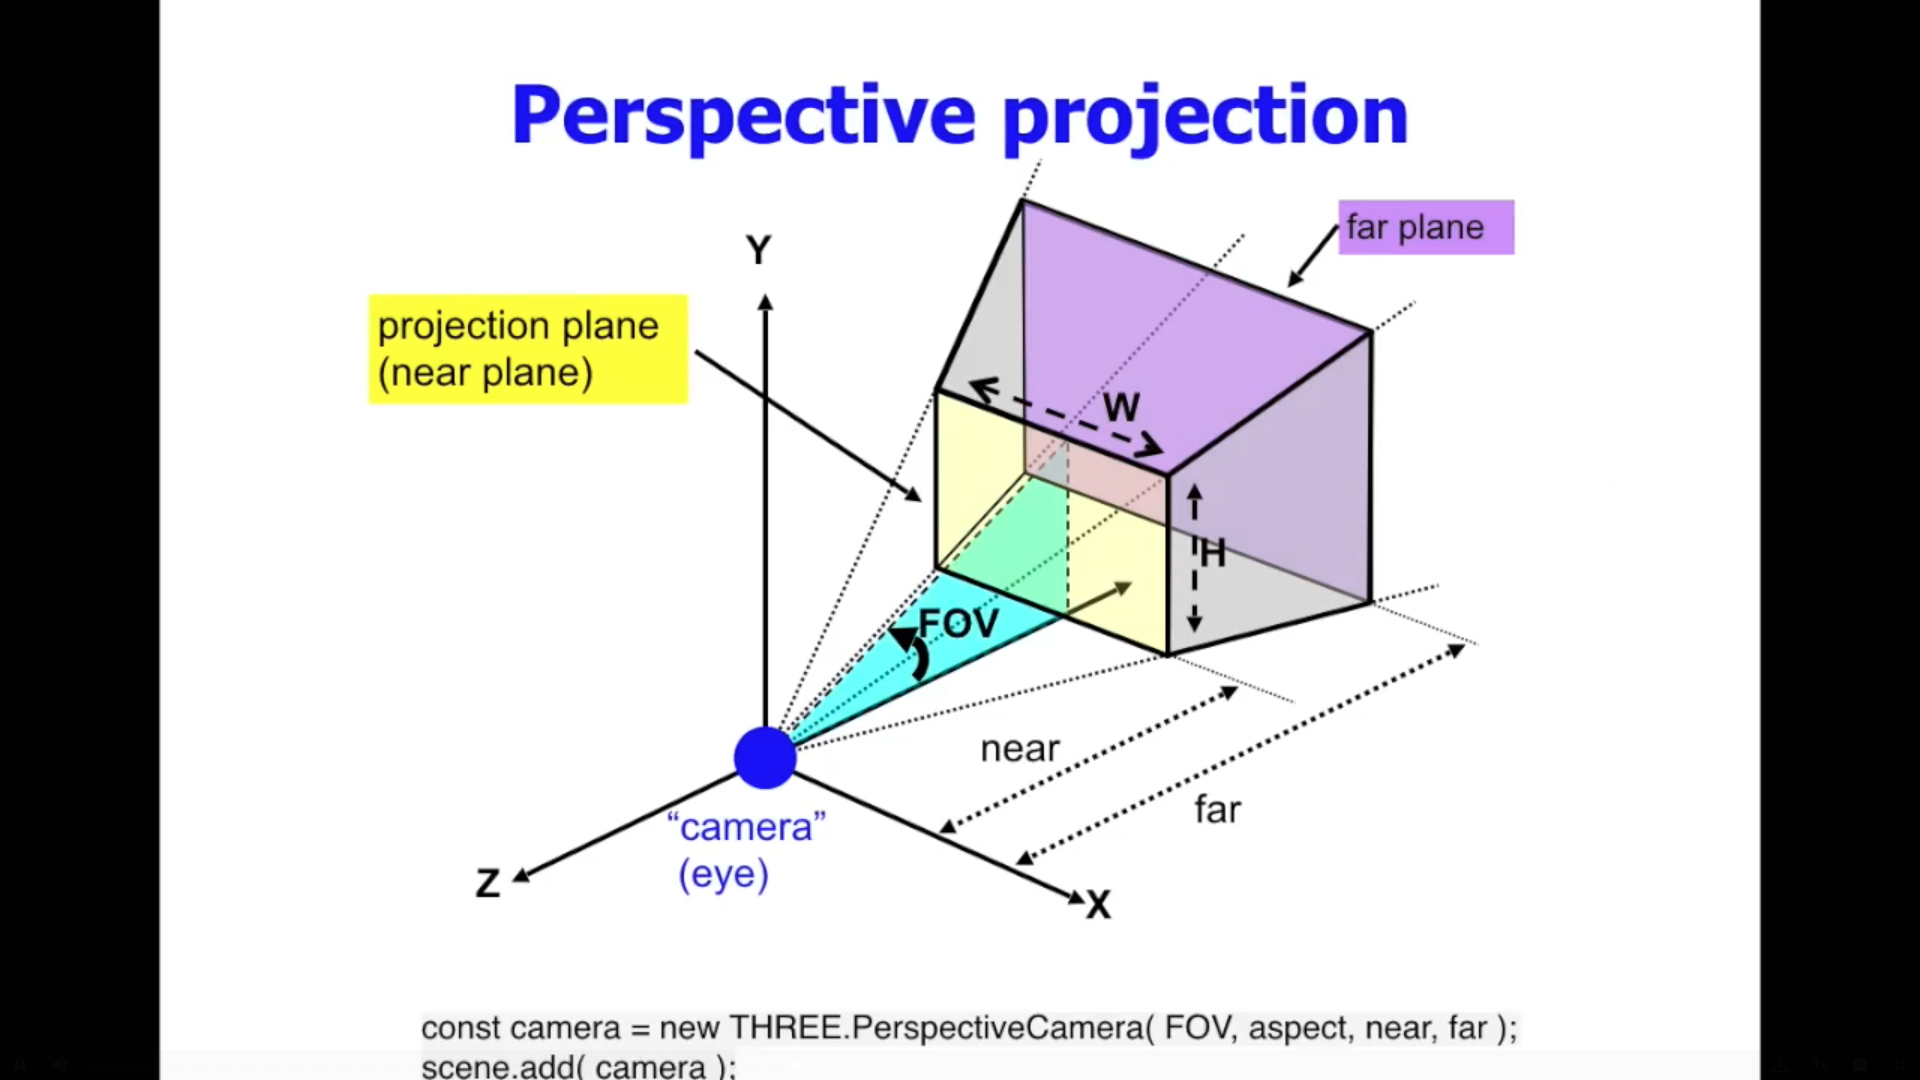 Perspective projection
far plane
Y
projection plane
(near plane)
W
H
FOV
near
far
“camera”
(eye)
Z
X
const camera = new THREE.PerspectiveCamera( FOV, aspect, near, far );
scene.add( camera );